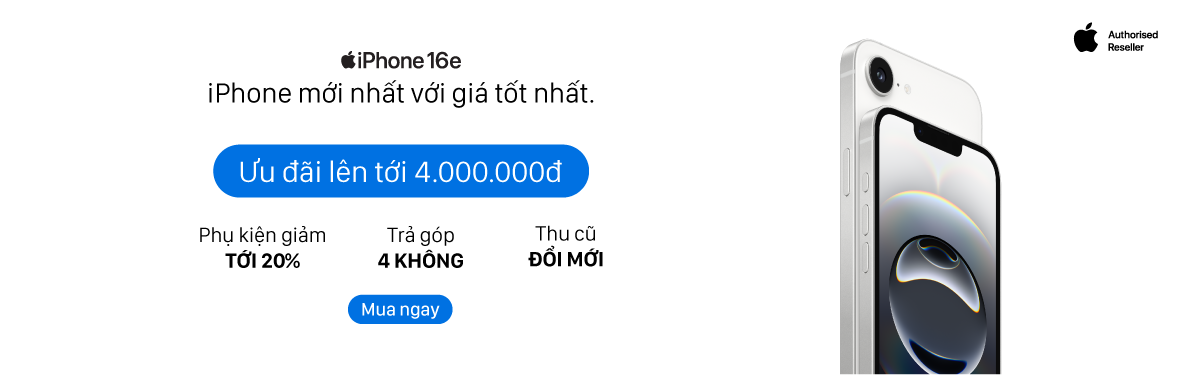 iPhone 16e
iPhone mới nhất với giá tốt nhất.
Ưu đãi lên tới 4.000.000đ
Phụ kiện giảm
TỚI 20%
Trả góp
4 KHÔNG
Thu cũ
ĐỔI MỚI
Mua ngay
Authorised
Reseller